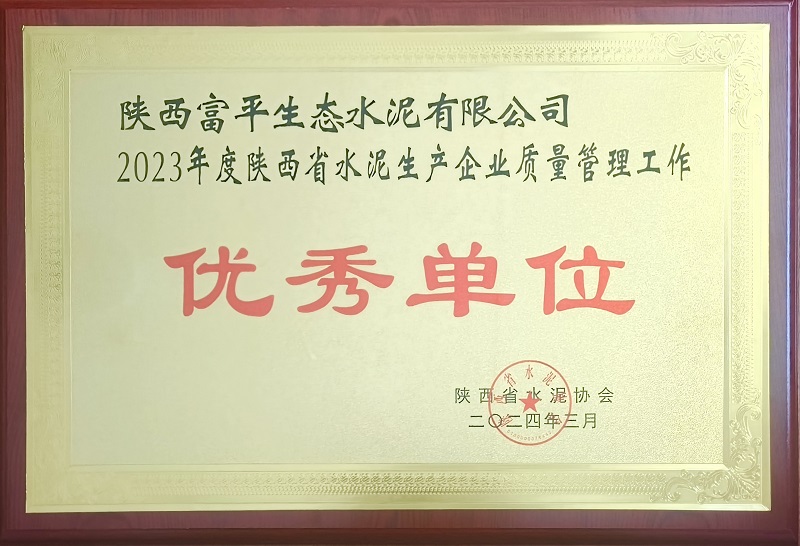 陕西富平生态水泥有限公司
2023年度陕西省水泥生产企业质量管理工作
优秀单位
陕西省水泥协会
二〇二四年三月